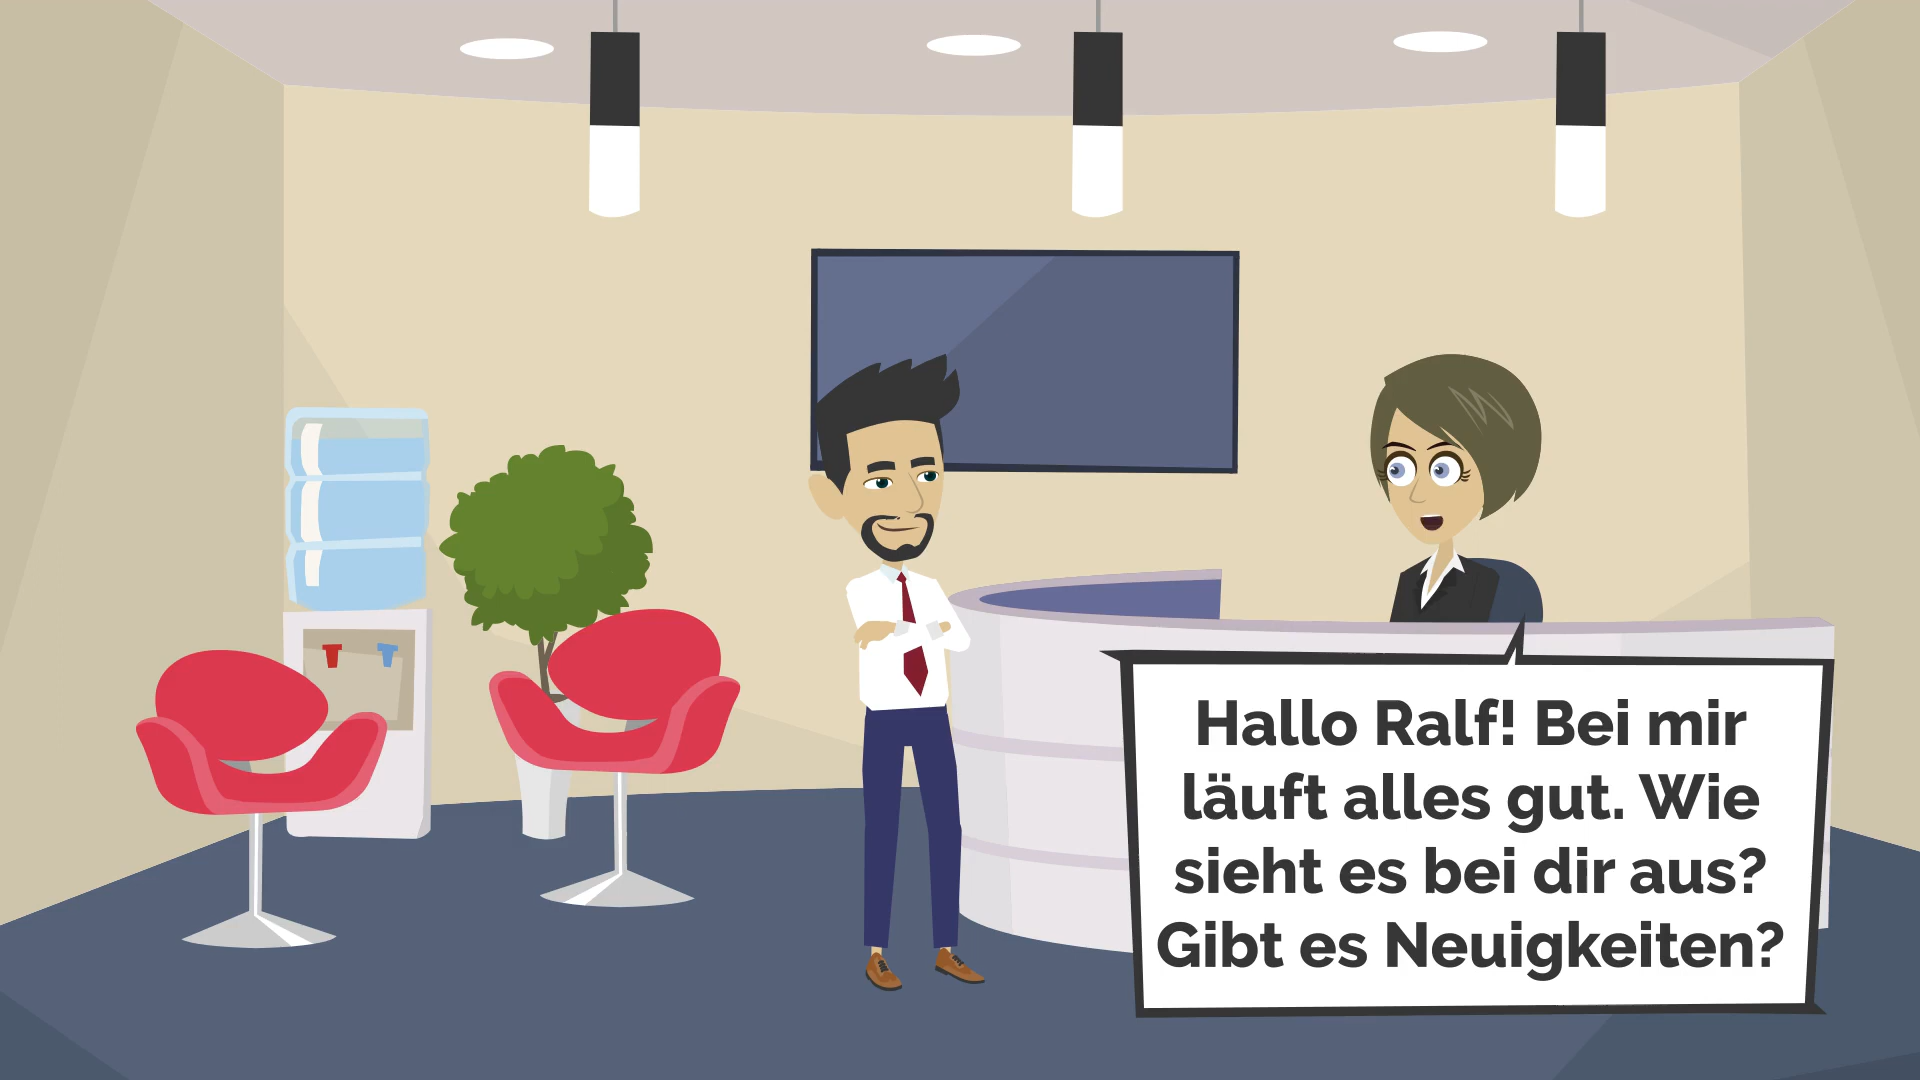 Hallo Ralf! Bei mir
läuft alles gut. Wie
sieht es bei dir aus?
Gibt es Neuigkeiten?